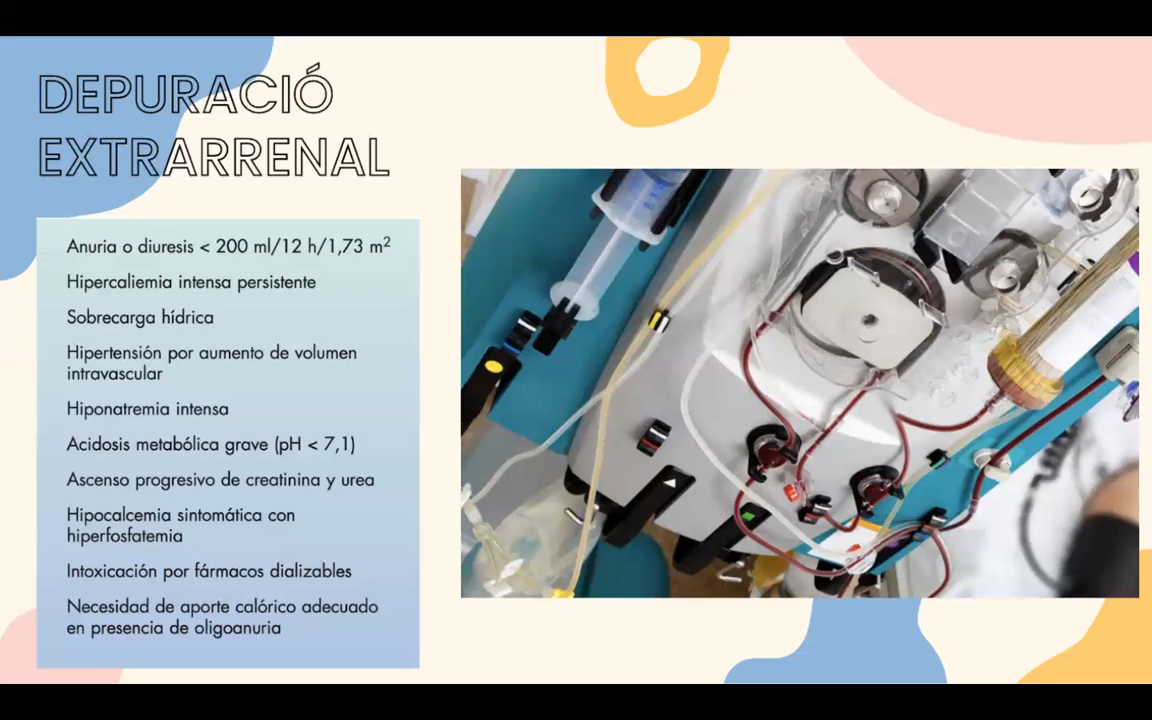 DEPURACIÓ
EXTRARRENAL
Anuria o diuresis < 200 ml/12 h/1,73 m²
Hipercaliemia intensa persistente
Sobrecarga hídrica
Hipertensión por aumento de volumen
intravascular
Hiponatremia intensa
Acidosis metabólica grave (pH < 7,1)
Ascenso progresivo de creatinina y urea
Hipocalcemia sintomática con
hiperfosfatemia
Intoxicación por fármacos dializables
Necesidad de aporte calórico adecuado
en presencia de oligoanuria